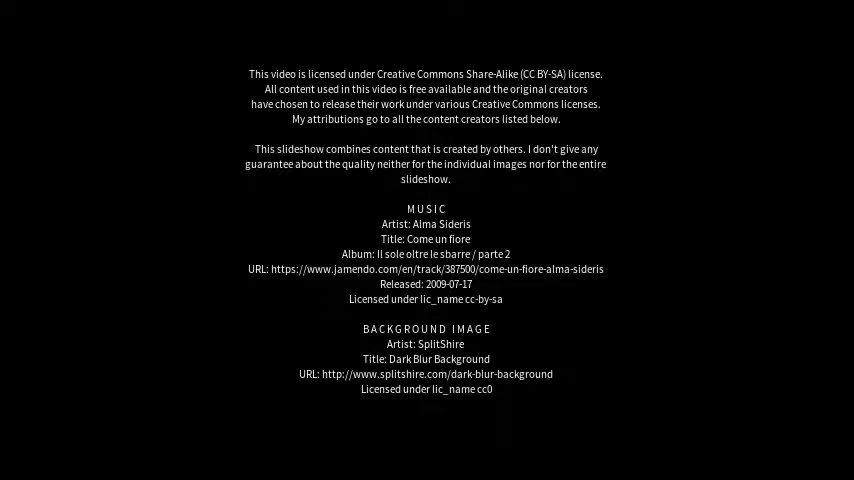 This video is licensed under Creative Commons Share-Alike (CC BY-SA) license.
All content used in this video is free available and the original creators
have chosen to release their work under various Creative Commons licenses.
My attributions go to all the content creators listed below.
This slideshow combines content that is created by others. I don't give any
guarantee about the quality neither for the individual images nor for the entire
slideshow.
MUSIC
Artist: Alma Sideris
Title: Come un fiore
Album: Il sole oltre le sbarre / parte 2
URL: https://www.jamendo.com/en/track/387500/come-un-fiore-alma-sideris
Released: 2009-07-17
Licensed under lic_name cc-by-sa
BACKGROUND IMAGE
Artist: SplitShire
Title: Dark Blur Background
URL: http://www.splitshire.com/dark-blur-background
Licensed under lic_name cc0